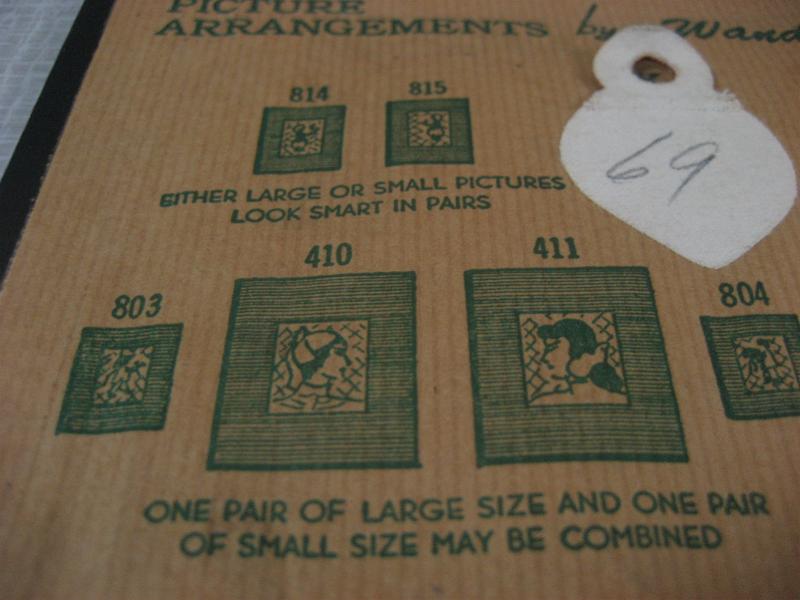 PICTURE
ARRANGEMENTS by
69
814 815
EITHER LARGE OR SMALL PICTURES
LOOK SMART IN PAIRS
410 411
803 804
ONE PAIR OF LARGE SIZE AND ONE PAIR
OF SMALL SIZE MAY BE COMBINED